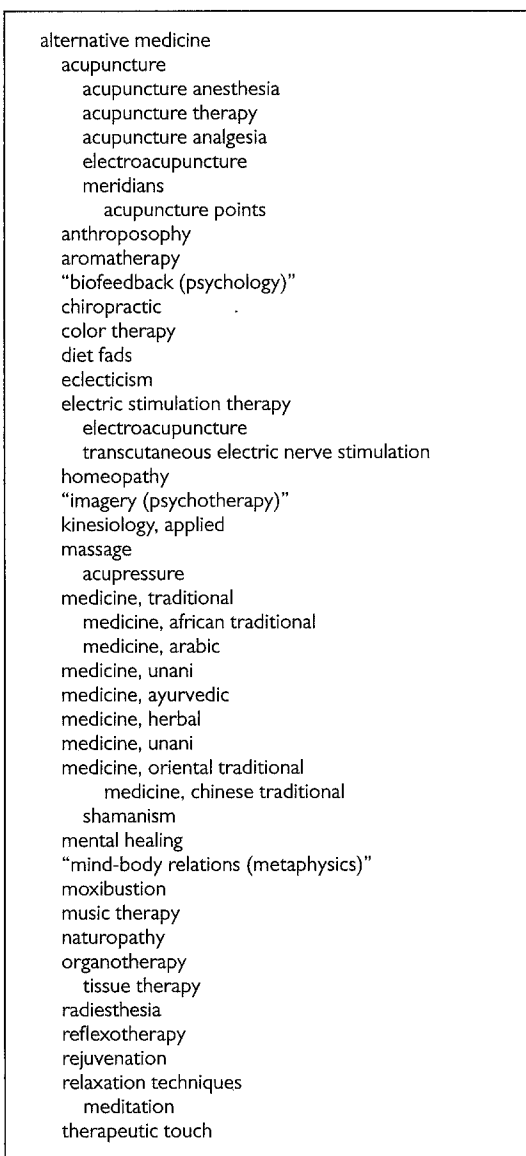 alternative medicine
acupuncture
acupuncture anesthesia
acupuncture therapy
acupuncture analgesia
electroacupuncture
meridians
acupuncture points
anthroposophy
aromatherapy
“biofeedback (psychology)”
chiropractic
color therapy
diet fads
eclecticism
electric stimulation therapy
electroacupuncture
transcutaneous electric nerve stimulation
homeopathy
“imagery (psychotherapy)”
kinesiology, applied
massage
acupressure
medicine, traditional
medicine, african traditional
medicine, arabic
medicine, unani
medicine, ayurvedic
medicine, herbal
medicine, unani
medicine, oriental traditional
medicine, chinese traditional
shamanism
mental healing
“mind-body relations (metaphysics)”
moxibustion
music therapy
naturopathy
organotherapy
tissue therapy
radiesthesia
reflexotherapy
rejuvenation
relaxation techniques
meditation
therapeutic touch